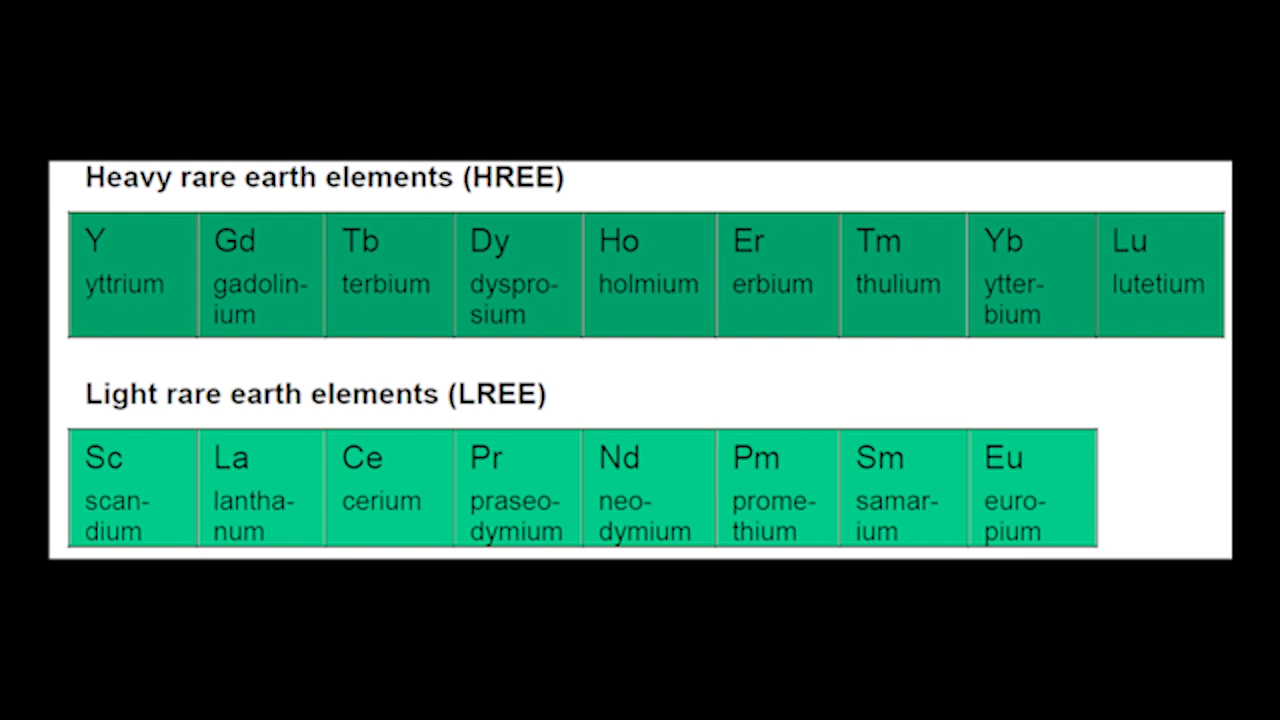 Heavy rare earth elements (HREE)
Y Gd Tb Dy Ho Er Tm Yb Lu
yttrium gadolin- terbium dyspro- holmium erbium thulium ytter- lutetium
ium sium bium
Light rare earth elements (LREE)
Sc La Ce Pr Nd Pm Sm Eu
scan- lantha- cerium praseo- neo- prome- samar- euro-
dium num dymium dymium thium ium pium